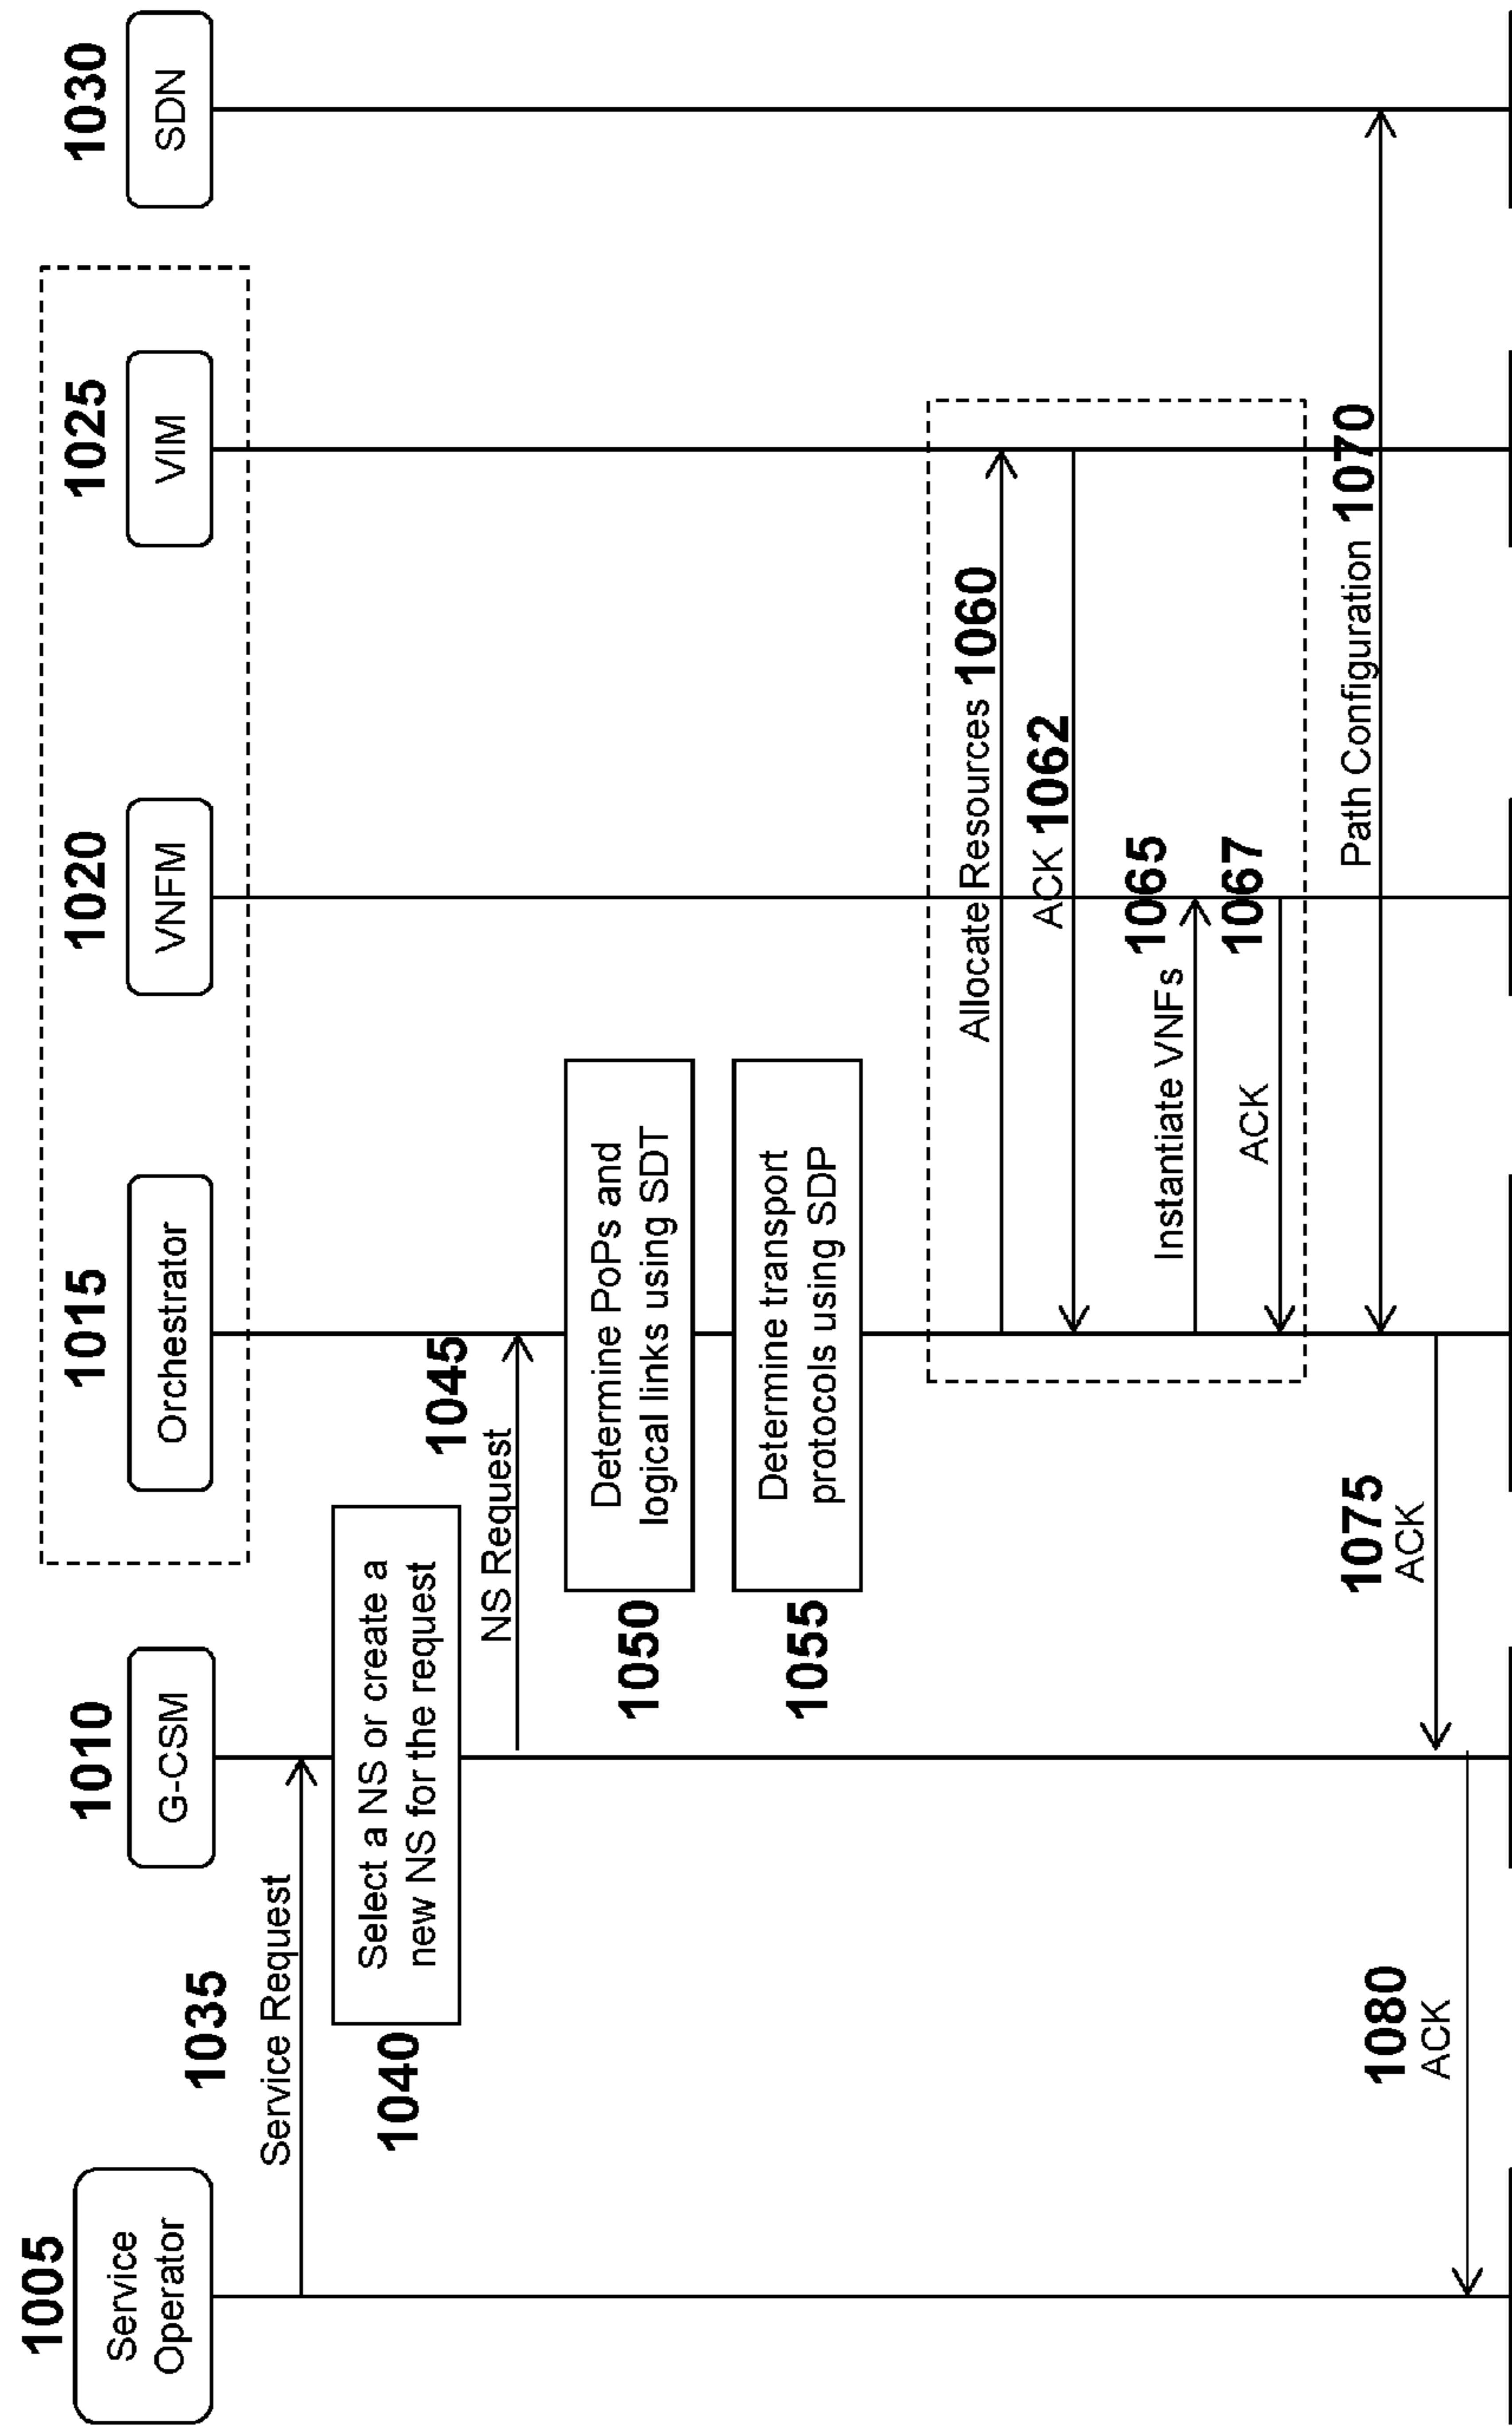 1005
Service
Operator
1010
G-CSM
1015
Orchestrator
1020
VNFM
1025
VIM
1030
SDN
1035
Service Request
1040
Select a NS or create a
new NS for the request
1045
NS Request
1050
Determine PoPs and
logical links using SDT
1055
Determine transport
protocols using SDP
Allocate Resources 1060
ACK 1062
1065
Instantiate VNFs
1067
ACK
Path Configuration 1070
1075
ACK
1080
ACK